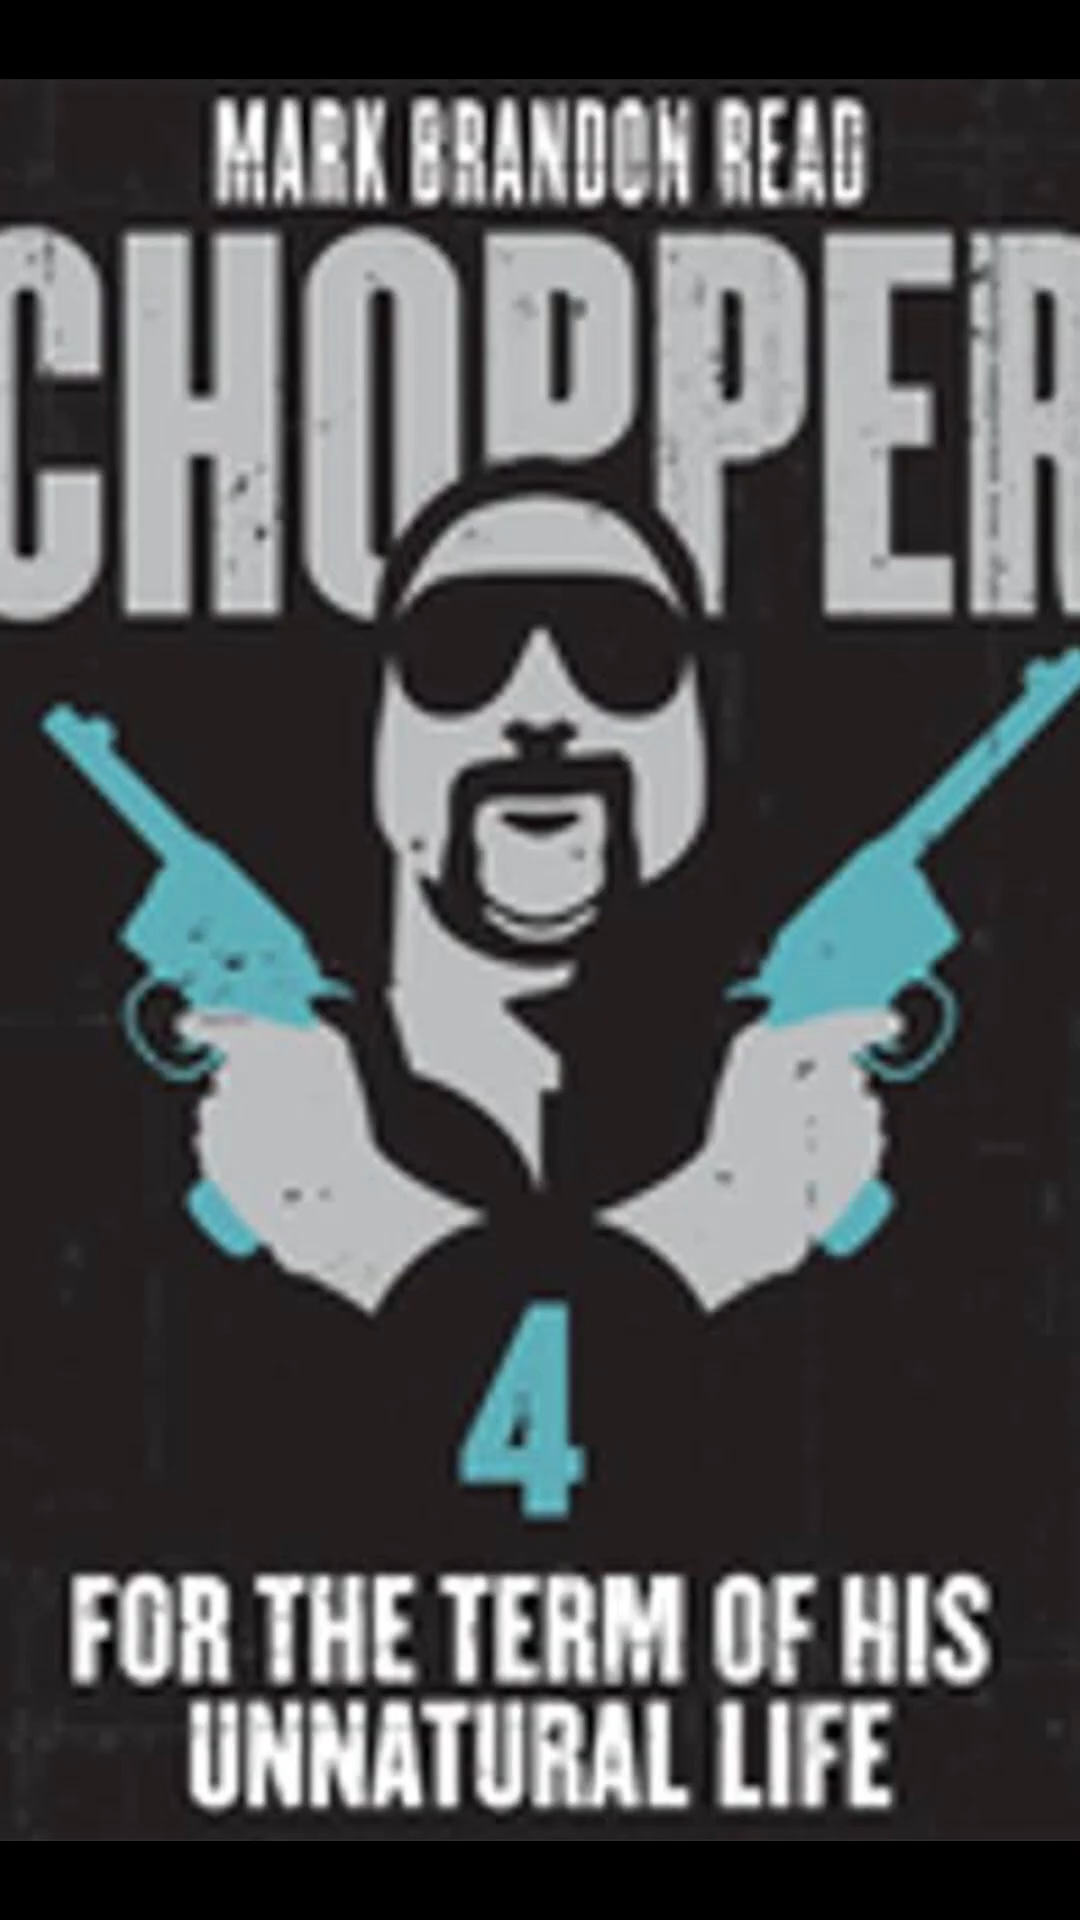 MARK BRANDON READ
CHOPPER
4
FOR THE TERM OF HIS
UNNATURAL LIFE